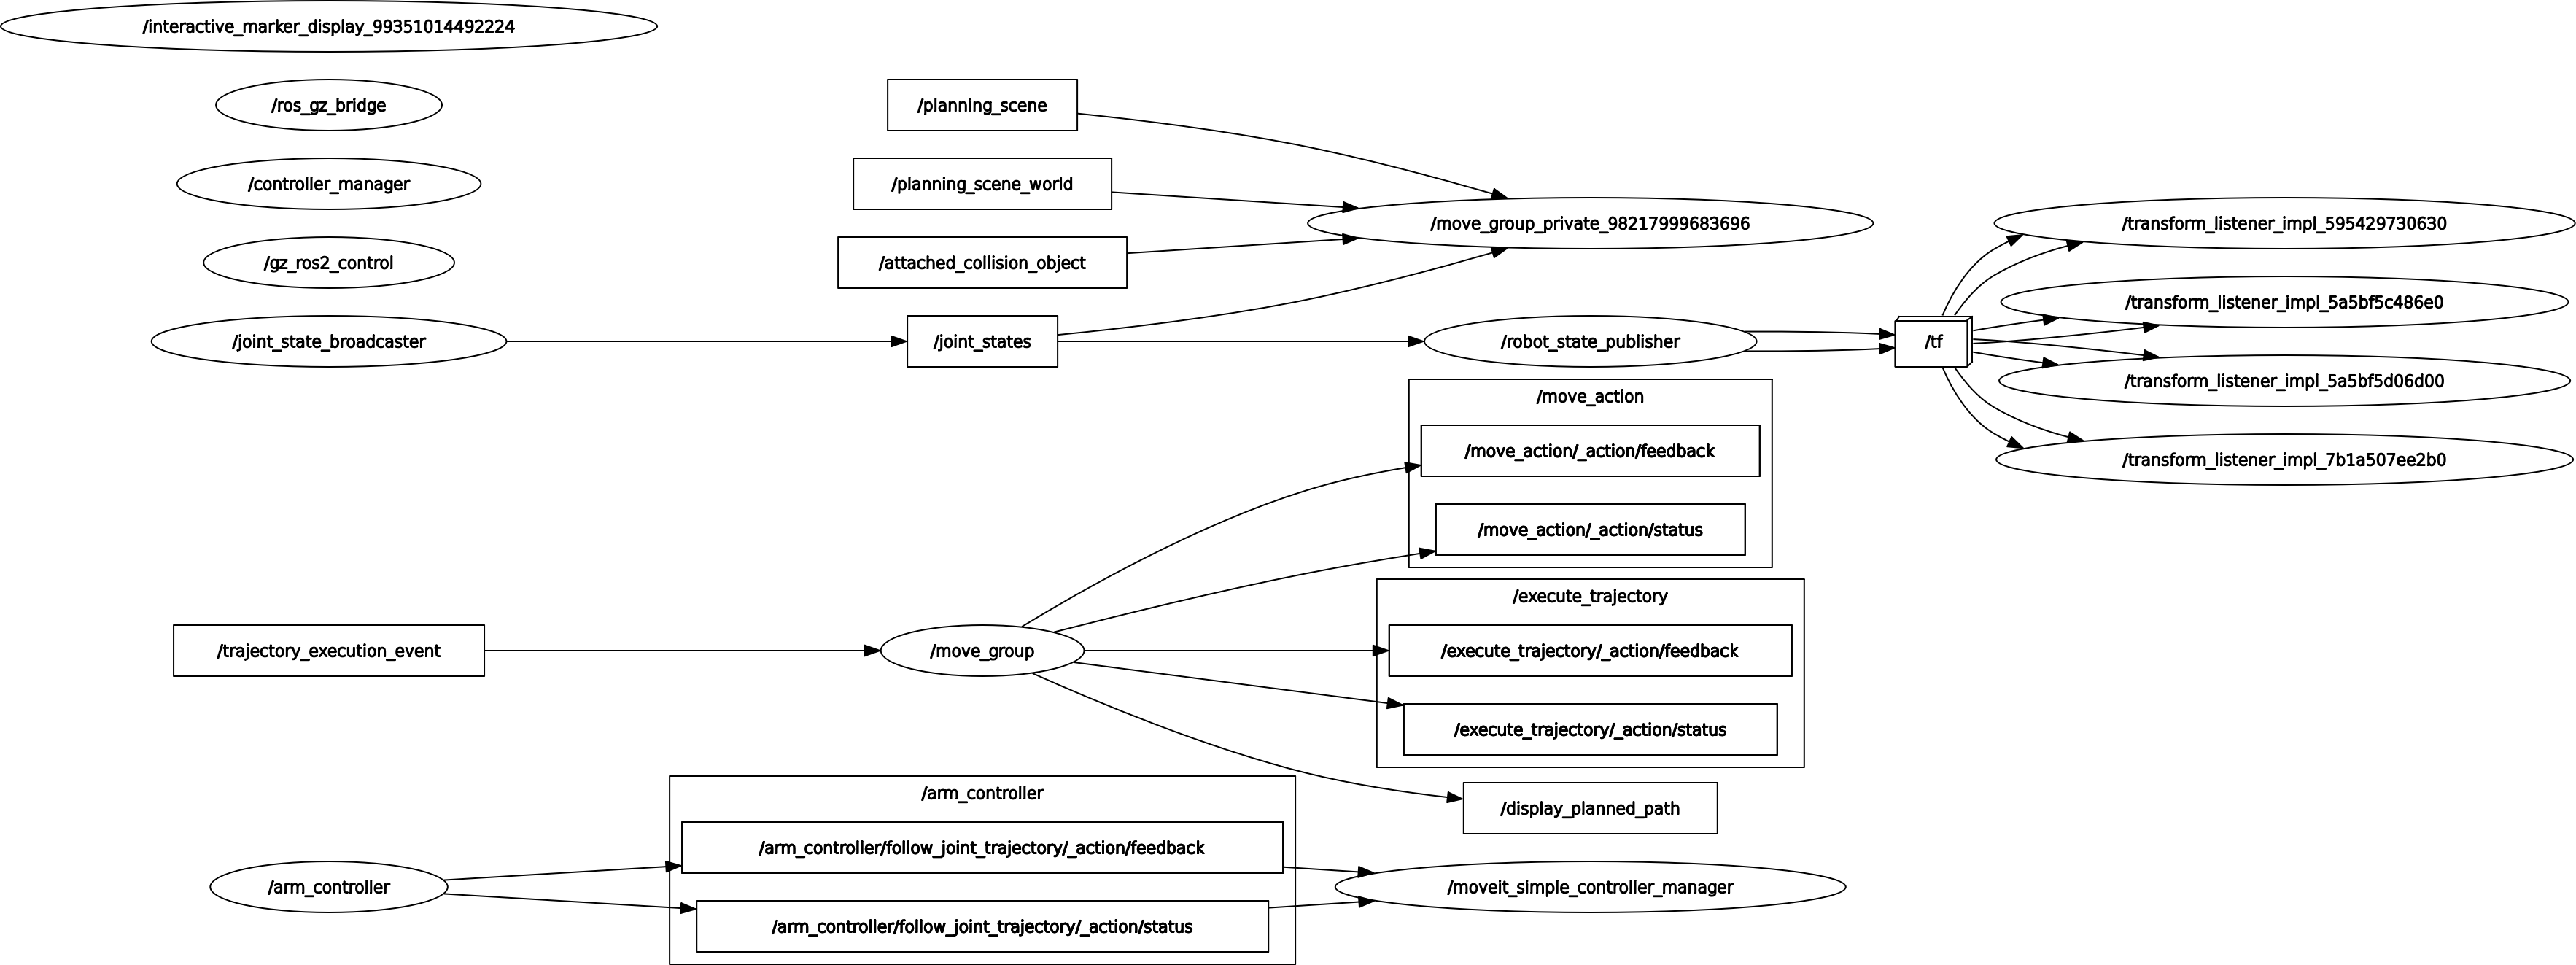 /interactive_marker_display_99351014492224
/ros_gz_bridge
/planning_scene
/controller_manager
/planning_scene_world
/move_group_private_98217999683696
/transform_listener_impl_595429730630
/gz_ros2_control
/attached_collision_object
/transform_listener_impl_5a5bf5c486e0
/joint_state_broadcaster
/joint_states
/robot_state_publisher
/tf
/transform_listener_impl_5a5bf5d06d00
/move_action
/move_action/_action/feedback
/transform_listener_impl_7b1a507ee2b0
/move_action/_action/status
/execute_trajectory
/trajectory_execution_event
/move_group
/execute_trajectory/_action/feedback
/execute_trajectory/_action/status
/arm_controller
/display_planned_path
/arm_controller/follow_joint_trajectory/_action/feedback
/arm_controller
/moveit_simple_controller_manager
/arm_controller/follow_joint_trajectory/_action/status